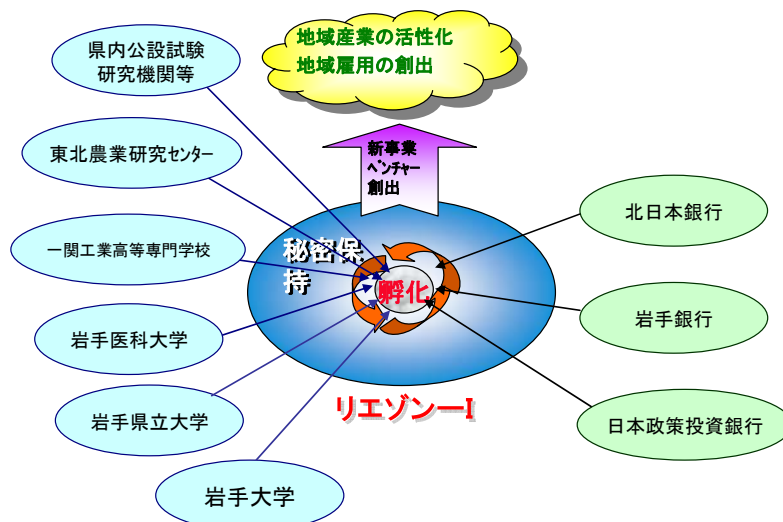 地域産業の活性化
地域雇用の創出
県内公設試験
研究機関等
新事業
ﾍﾞﾝﾁｬｰ
創出
東北農業研究ｾﾝﾀｰ
北日本銀行
一関工業高等専門学校
秘密保
持
孵化
岩手銀行
岩手医科大学
リエゾンーI
岩手県立大学
日本政策投資銀行
岩手大学